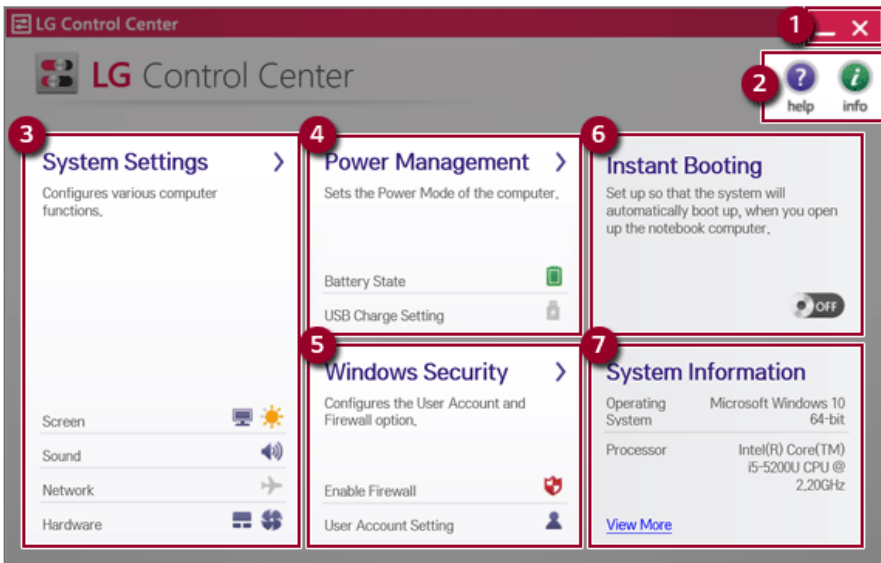 LG Control Center
1
LG Control Center
2
help
info
3
System Settings
Configures various computer
functions.
Screen
Sound
Network
Hardware
4
Power Management
Sets the Power Mode of the computer.
Battery State
USB Charge Setting
5
Windows Security
Configures the User Account and
Firewall option.
Enable Firewall
User Account Setting
6
Instant Booting
Set up so that the system will
automatically boot up, when you open
up the notebook computer.
OFF
7
System Information
Operating Microsoft Windows 10
System 64-bit
Processor Intel(R) Core(TM)
i5-5200U CPU @
2.20GHz
View More